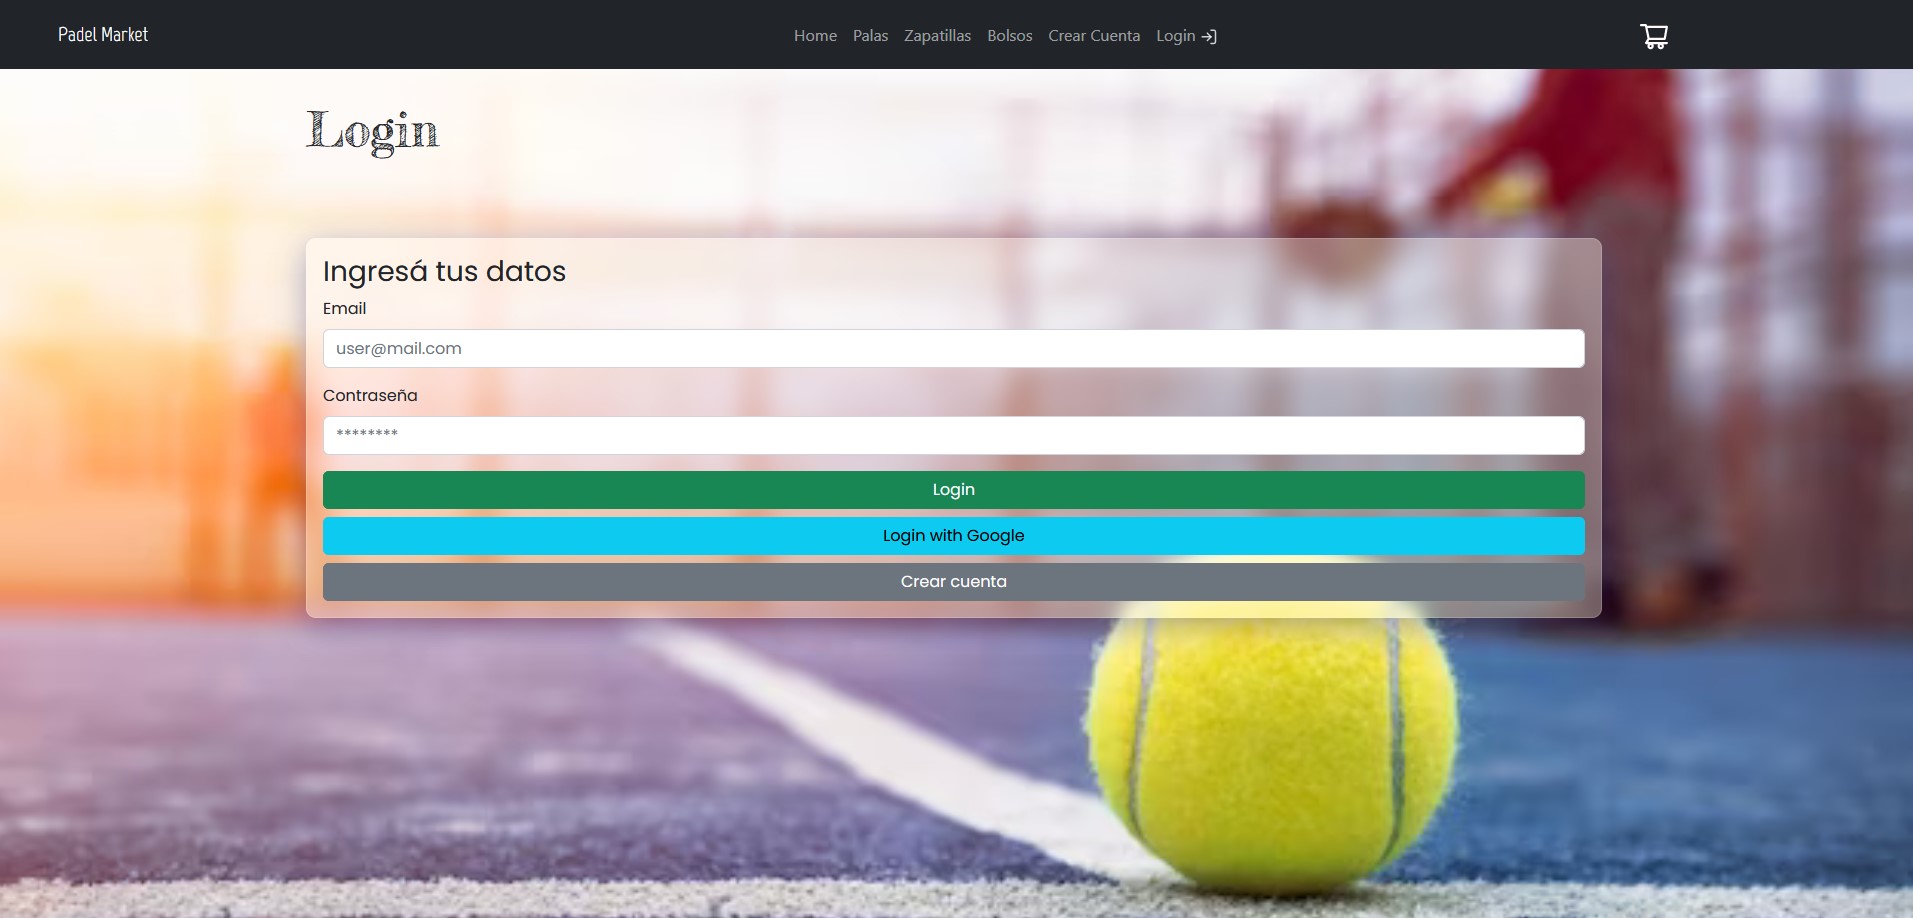 Padel Market
Home Palas Zapatillas Bolsos Crear Cuenta Login
Login
Ingresá tus datos
Email
user@mail.com
Contraseña
********
Login
Login with Google
Crear cuenta